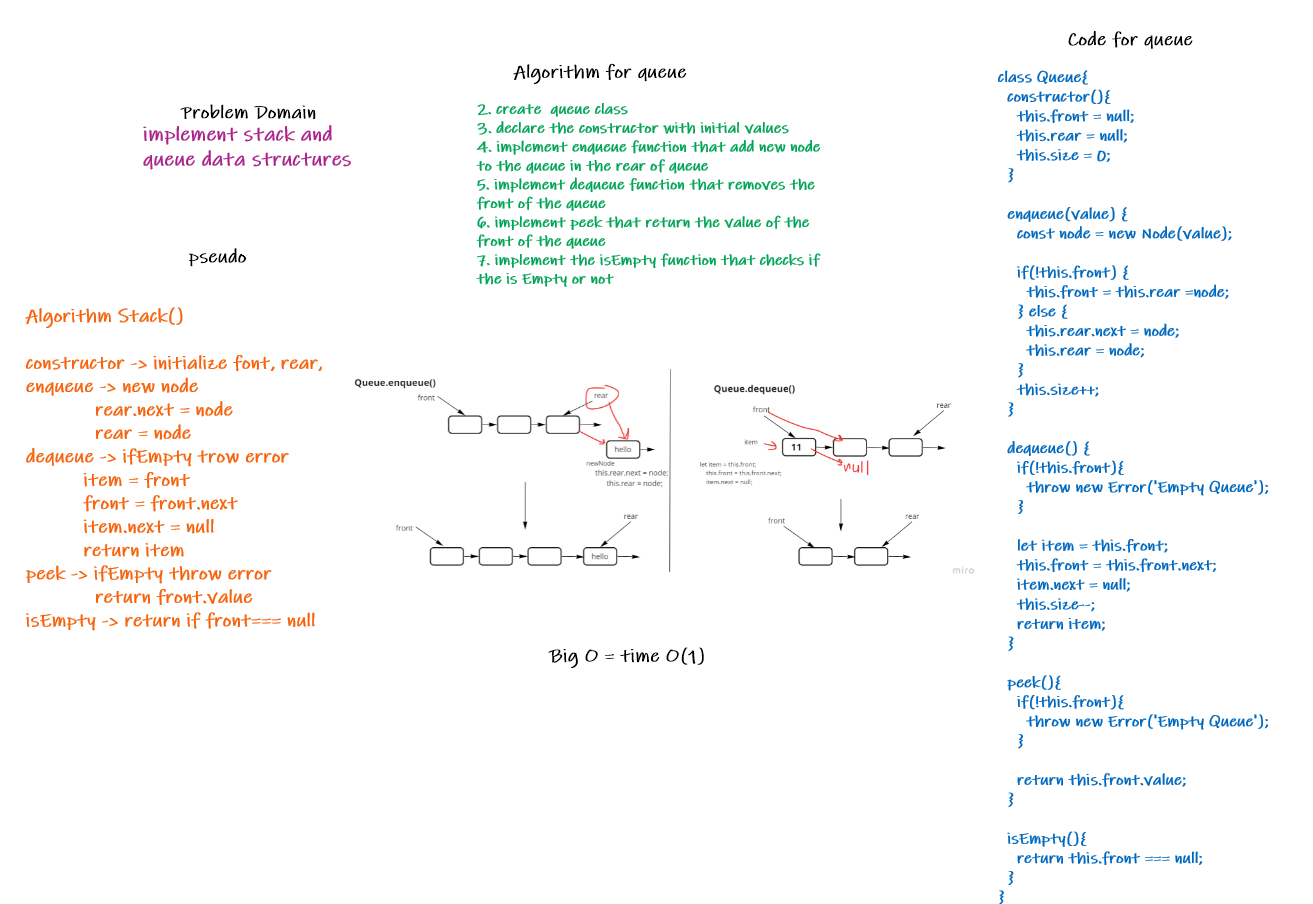 Problem Domain
implement stack and
queue data structures
pseudo
Algorithm Stack()
constructor -> initialize font, rear,
enqueue -> new node
rear.next = node
rear = node
dequeue -> ifEmpty trow error
item = front
front = front.next
item.next = null
return item
peek -> ifEmpty throw error
return front.value
isEmpty -> return if front=== null
Algorithm for queue
2. create  queue class
3. declare the constructor with initial values
4. implement enqueue function that add new node
to the queue in the rear of queue
5. implement dequeue function that removes the
front of the queue
6. implement peek that return the value of the
front of the queue
7. implement the isEmpty function that checks if
the is Empty or not
Queue.enqueue()
front
rear
hello
newNode
this.rear.next = node;
this.rear = node;
front
rear
hello
Queue.dequeue()
front
rear
item
11
null
let item = this.front;
this.front = this.front.next;
item.next = null;
front
rear
miro
Big O = time O(1)
Code for queue
class Queue{
constructor(){
this.front = null;
this.rear = null;
this.size = 0;
}
enqueue(value) {
const node = new Node(value);
if(!this.front) {
this.front = this.rear =node;
} else {
this.rear.next = node;
this.rear = node;
}
this.size++;
}
dequeue() {
if(!this.front){
throw new Error('Empty Queue');
}
let item = this.front;
this.front = this.front.next;
item.next = null;
this.size--;
return item;
}
peek(){
if(!this.front){
throw new Error('Empty Queue');
}
return this.front.value;
}
isEmpty(){
return this.front === null;
}
}